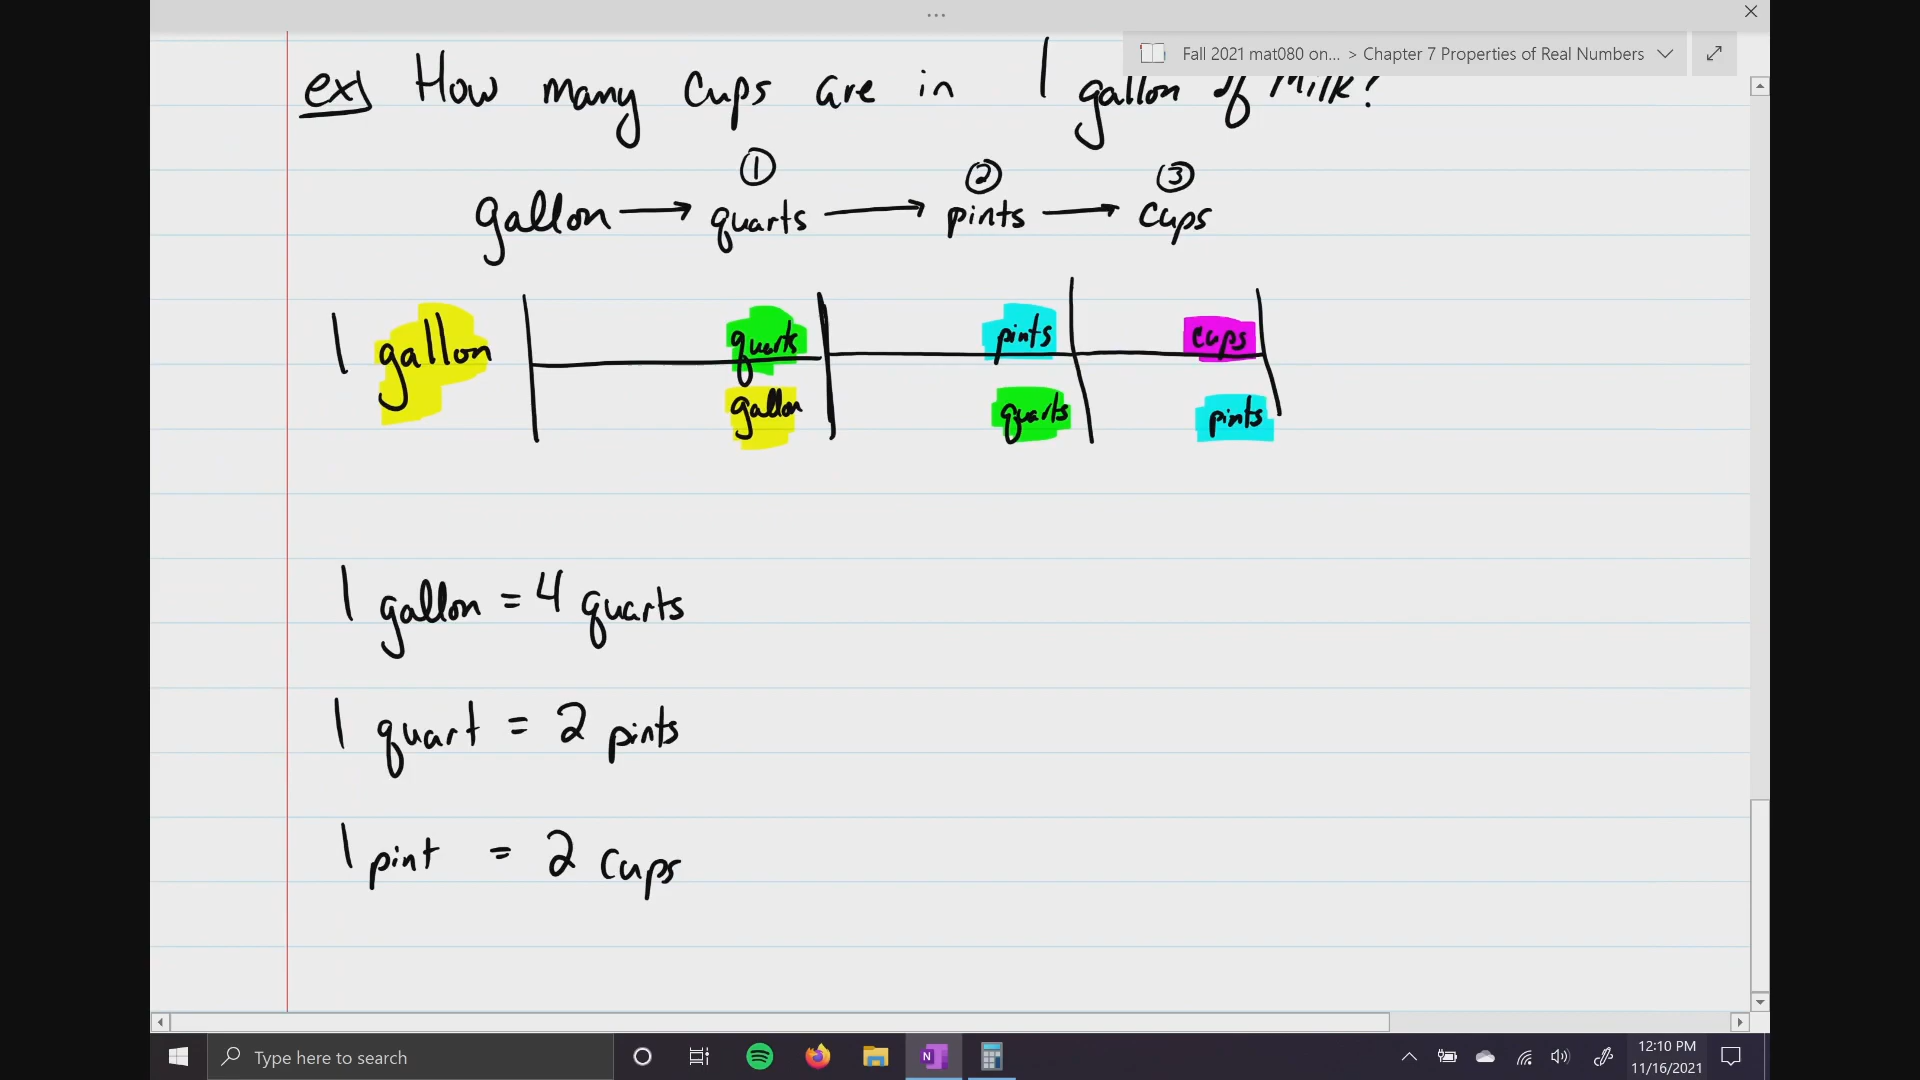 ...
Fall 2021 mat080 on... > Chapter 7 Properties of Real Numbers
ex) How many cups are in 1 gallon of Milk?
① ② ③
gallon → quarts → pints → cups
1 gallon quarts pints cups
gallon quarts pints
1 gallon = 4 quarts
1 quart = 2 pints
1 pint = 2 cups
Type here to search
N
12:10 PM
11/16/2021